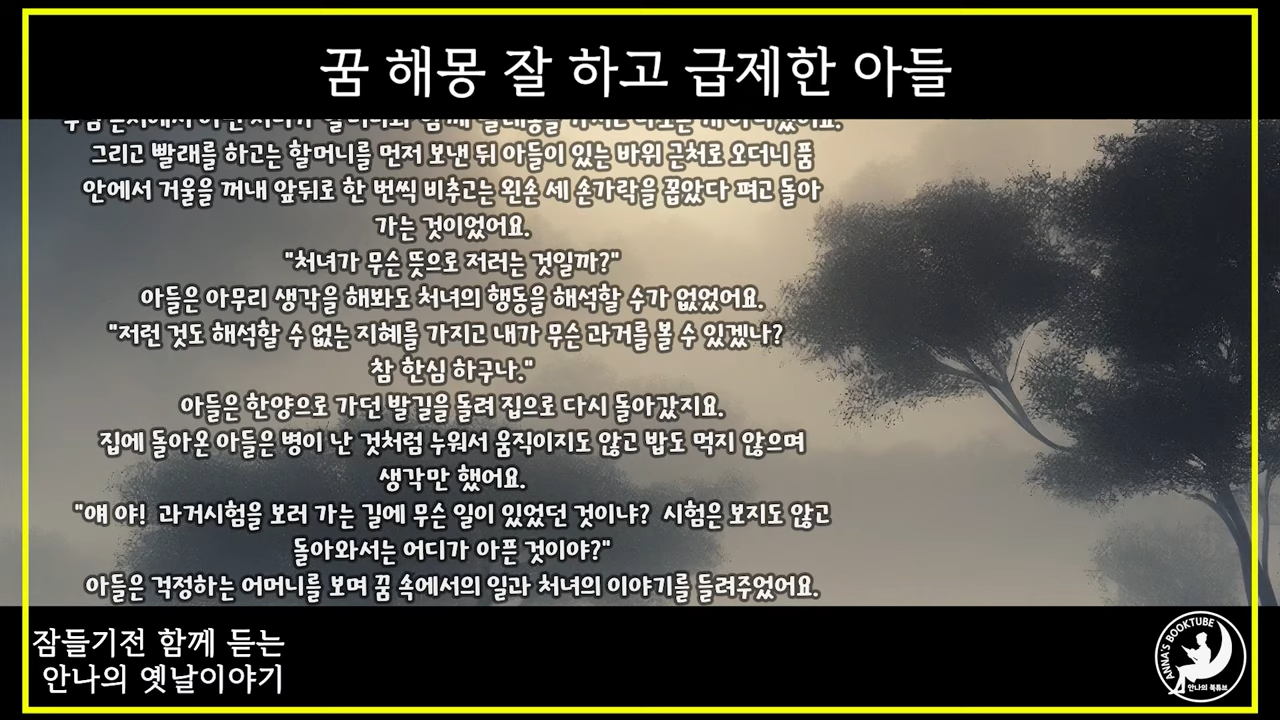 꿈 해몽 잘 하고 급제한 아들
그리고 빨래를 하고는 할머니를 먼저 보낸 뒤 아들이 있는 바위 근처로 오더니 품
안에서 거울을 꺼내 앞뒤로 한 번씩 비추고는 왼손 세 손가락을 꼽았다 펴고 돌아
가는 것이었어요.
"처녀가 무슨 뜻으로 저러는 것일까?"
아들은 아무리 생각을 해봐도 처녀의 행동을 해석할 수가 없었어요.
"저런 것도 해석할 수 없는 지혜를 가지고 내가 무슨 과거를 볼 수 있겠나?
참 한심 하구나."
아들은 한양으로 가던 발길을 돌려 집으로 다시 돌아갔지요.
집에 돌아온 아들은 병이 난 것처럼 누워서 움직이지도 않고 밥도 먹지 않으며
생각만 했어요.
"얘 야! 과거시험을 보러 가는 길에 무슨 일이 있었던 것이냐? 시험은 보지도 않고
돌아와서는 어디가 아픈 것이야?"
아들은 걱정하는 어머니를 보며 꿈 속에서의 일과 처녀의 이야기를 들려주었어요.
잠들기전 함께 듣는
안나의 옛날이야기
ANNA'S BOOKTUBE
안나의 북튜브